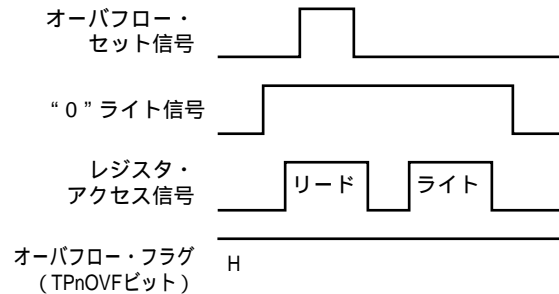 オーバフロー・
セット信号
“０”ライト信号
レジスタ・
アクセス信号
リード
ライト
オーバフロー・フラグ
（TPnOVFビット）
H